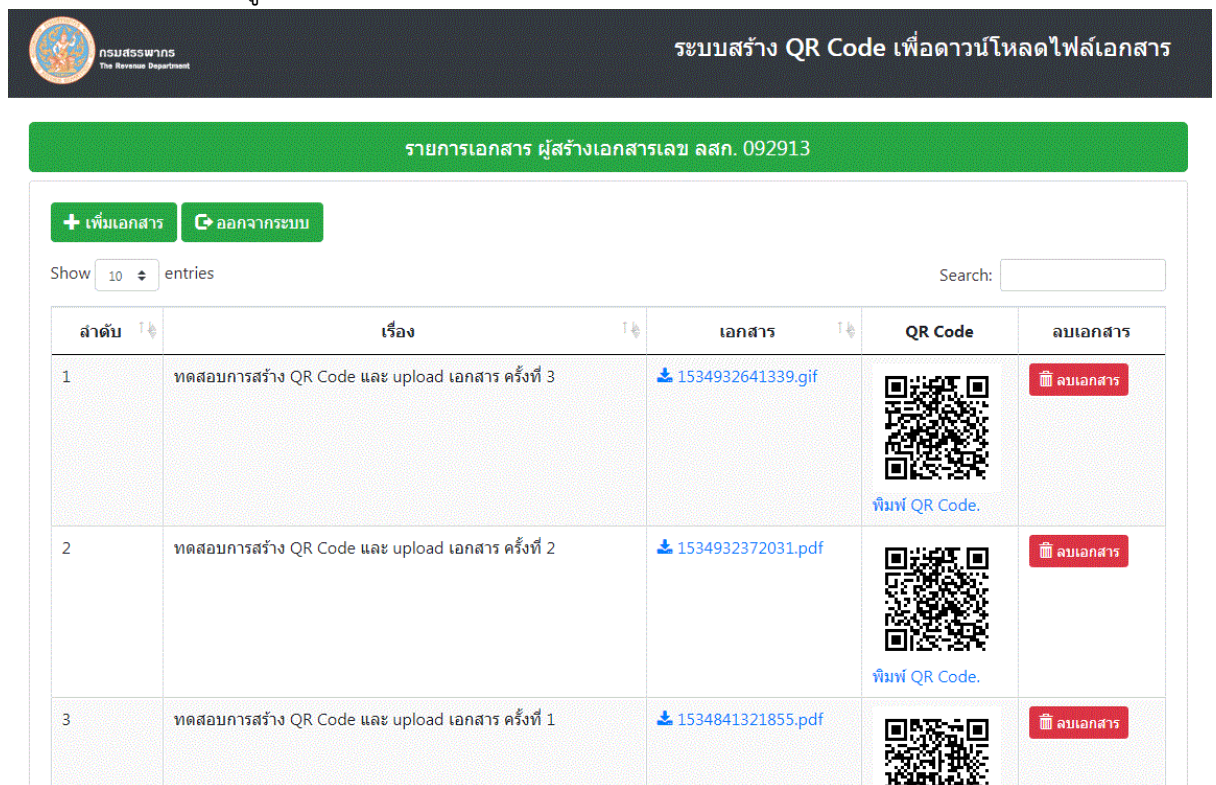 กรมสรรพากร
The Revenue Department
ระบบสร้าง QR Code เพื่อดาวน์โหลดไฟล์เอกสาร
รายการเอกสาร ผู้สร้างเอกสารเลข ลสก. 092913
เพิ่มเอกสาร ออกจากระบบ
Show 10 entries Search:
ลำดับ เรื่อง เอกสาร QR Code ลบเอกสาร
1 ทดสอบการสร้าง QR Code และ upload เอกสาร ครั้งที่ 3 1534932641339.gif ลบเอกสาร
พิมพ์ QR Code.
2 ทดสอบการสร้าง QR Code และ upload เอกสาร ครั้งที่ 2 1534932372031.pdf ลบเอกสาร
พิมพ์ QR Code.
3 ทดสอบการสร้าง QR Code และ upload เอกสาร ครั้งที่ 1 1534841321855.pdf ลบเอกสาร